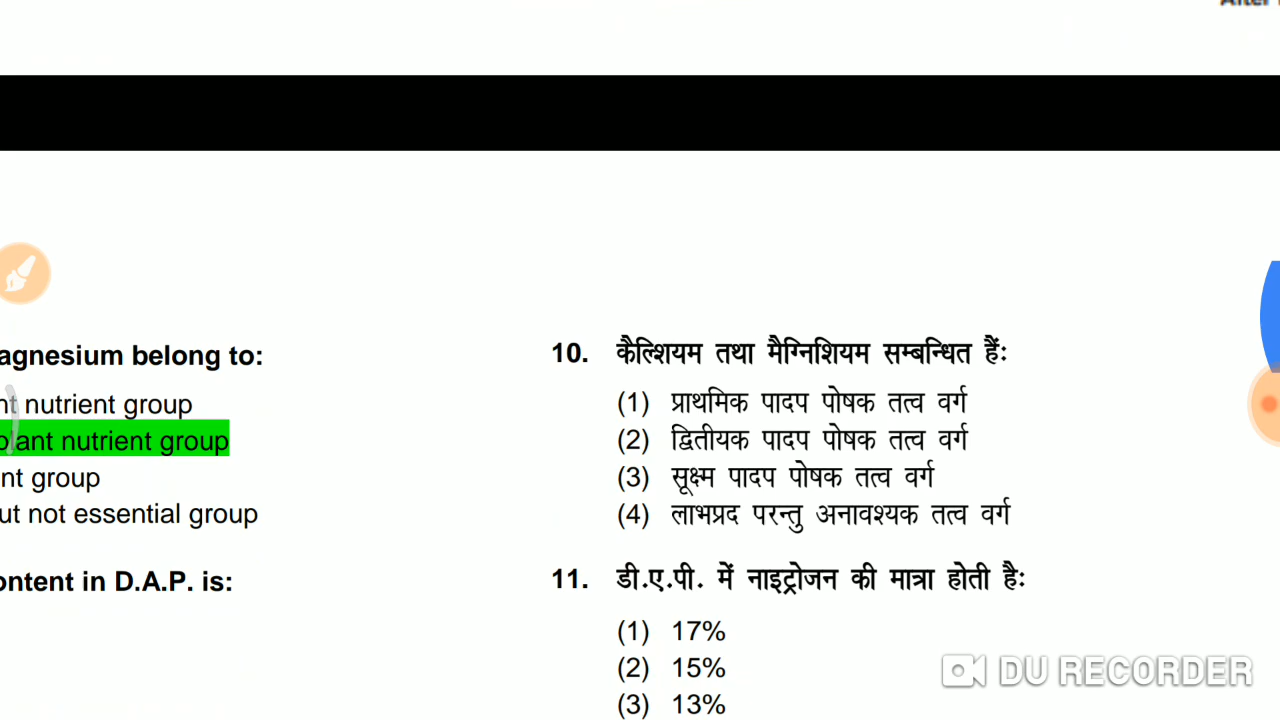 agnesium belong to:
nt nutrient group
plant nutrient group
nt group
ut not essential group
ontent in D.A.P. is:
10. कैल्शियम तथा मैग्निशियम सम्बन्धित हैंः
(1) प्राथमिक पादप पोषक तत्व वर्ग
(2) द्वितीयक पादप पोषक तत्व वर्ग
(3) सूक्ष्म पादप पोषक तत्व वर्ग
(4) लाभप्रद परन्तु अनावश्यक तत्व वर्ग
11. डी.ए.पी. में नाइट्रोजन की मात्रा होती हैः
(1) 17%
(2) 15%
(3) 13%
DU RECORDER